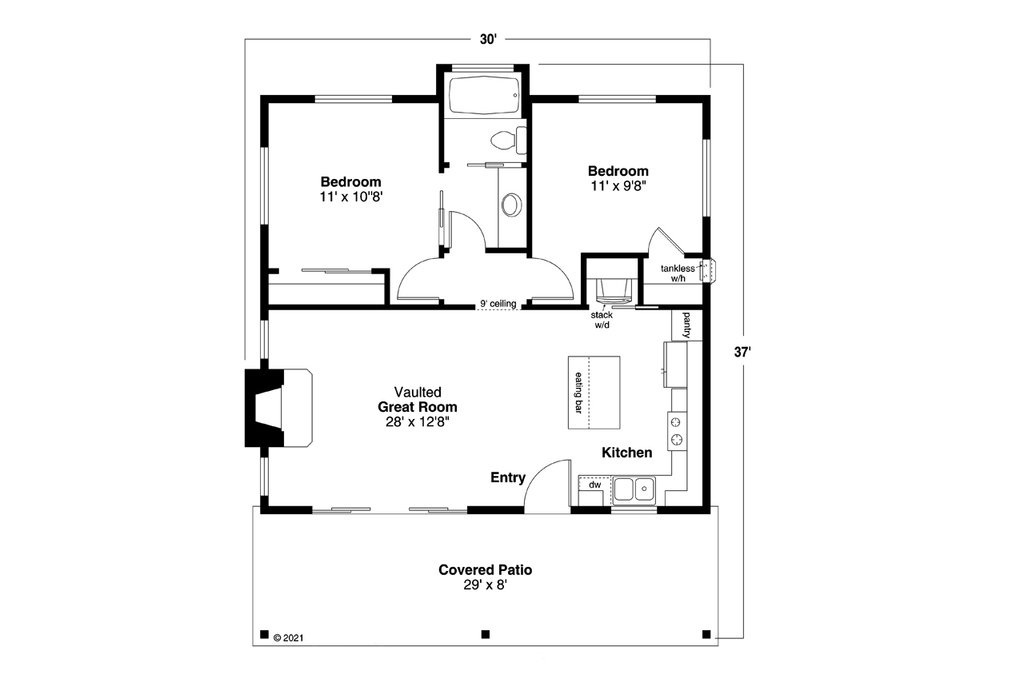 30'
Bedroom
11' x 10"8'
Bedroom
11' x 9'8"
tankless
w/h
9' ceiling
stack
w/d
pantry
37'
Vaulted
Great Room
28' x 12'8"
eating bar
Kitchen
Entry
dw
Covered Patio
29' x 8'
© 2021